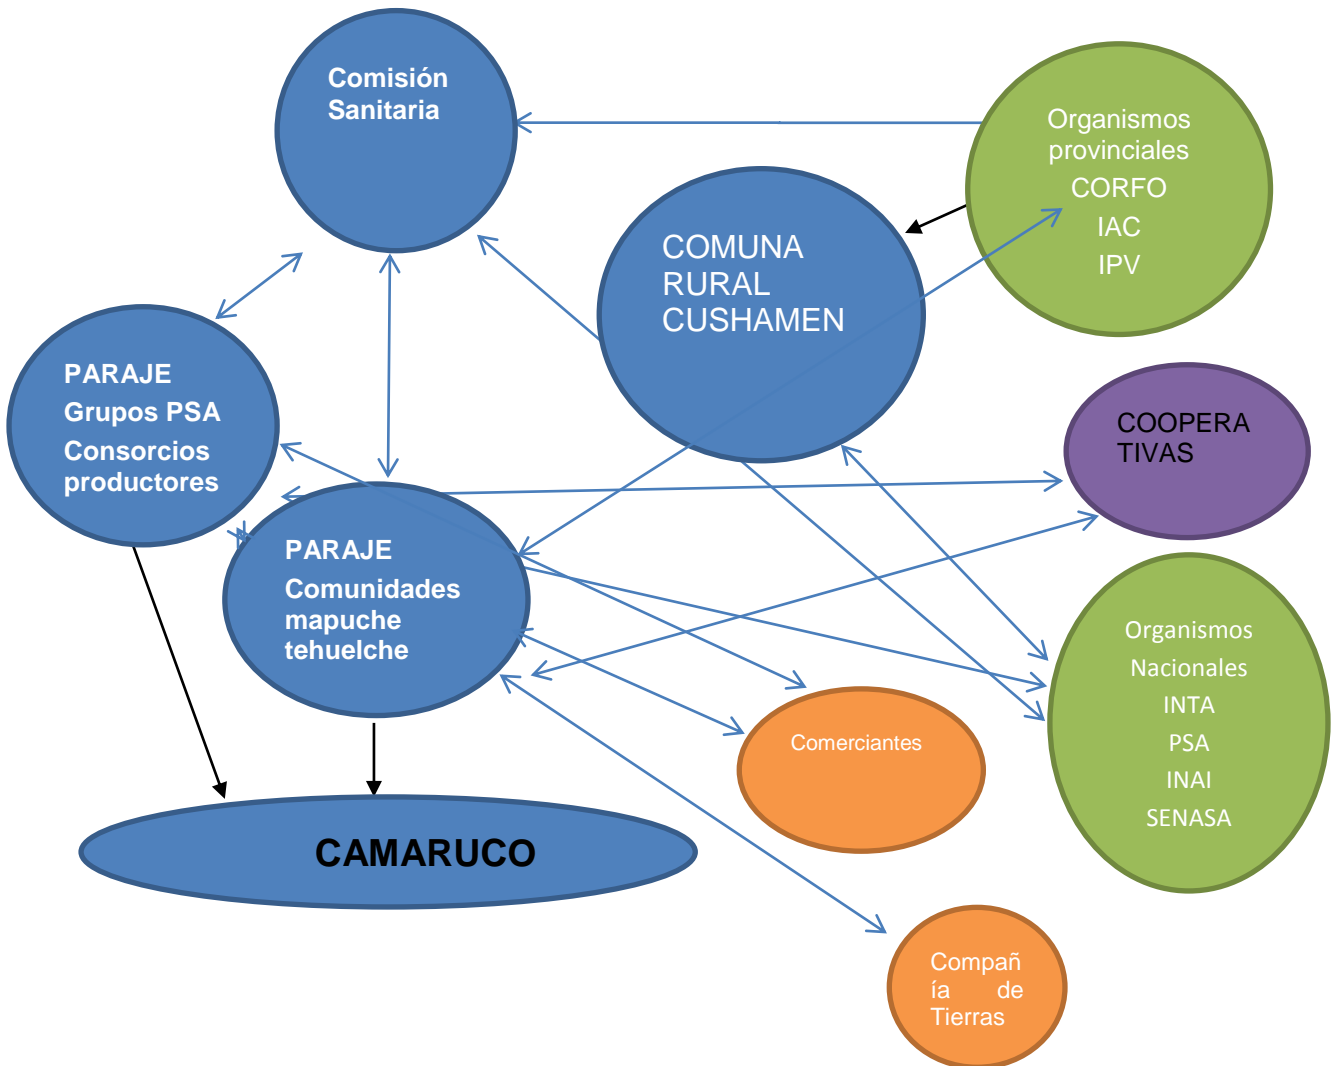 Comisión
Sanitaria
Organismos
provinciales
CORFO
IAC
IPV
COMUNA
RURAL
CUSHAMEN
PARAJE
Grupos PSA
Consorcios
productores
COOPERA
TIVAS
PARAJE
Comunidades
mapuche
tehuelche
Organismos
Nacionales
INTA
PSA
INAI
SENASA
Comerciantes
CAMARUCO
Compañ
ía de
Tierras